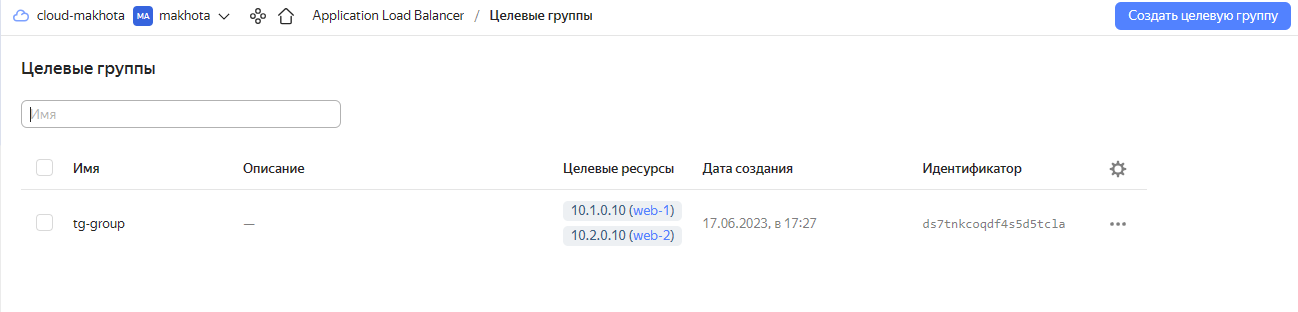 cloud-makhota MA makhota Application Load Balancer / Целевые группы Создать целевую группу
Целевые группы
Имя
Имя Описание Целевые ресурсы Дата создания Идентификатор
10.1.0.10 (web-1)
tg-group — 17.06.2023, в 17:27 ds7tnkcoqdf4s5d5tcla
10.2.0.10 (web-2)